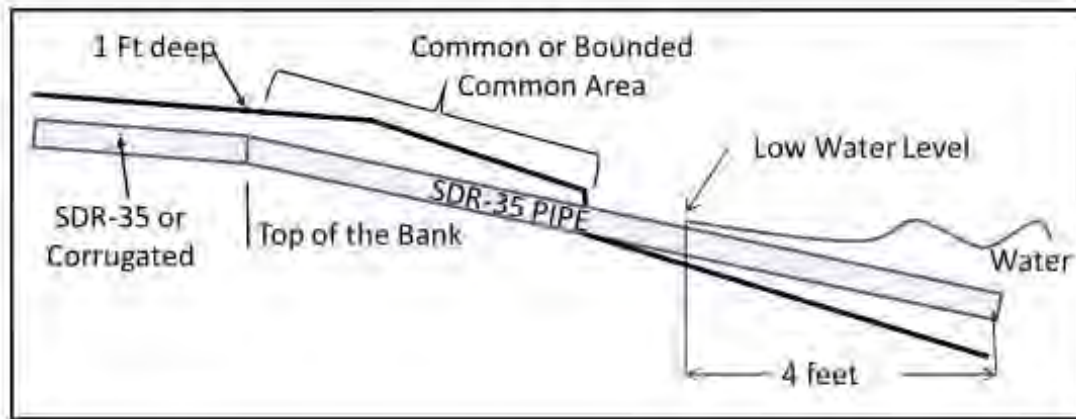 1 Ft deep
Common or Bounded
Common Area
Low Water Level
SDR-35 PIPE
SDR-35 or
Corrugated
Top of the Bank
Water
4 feet